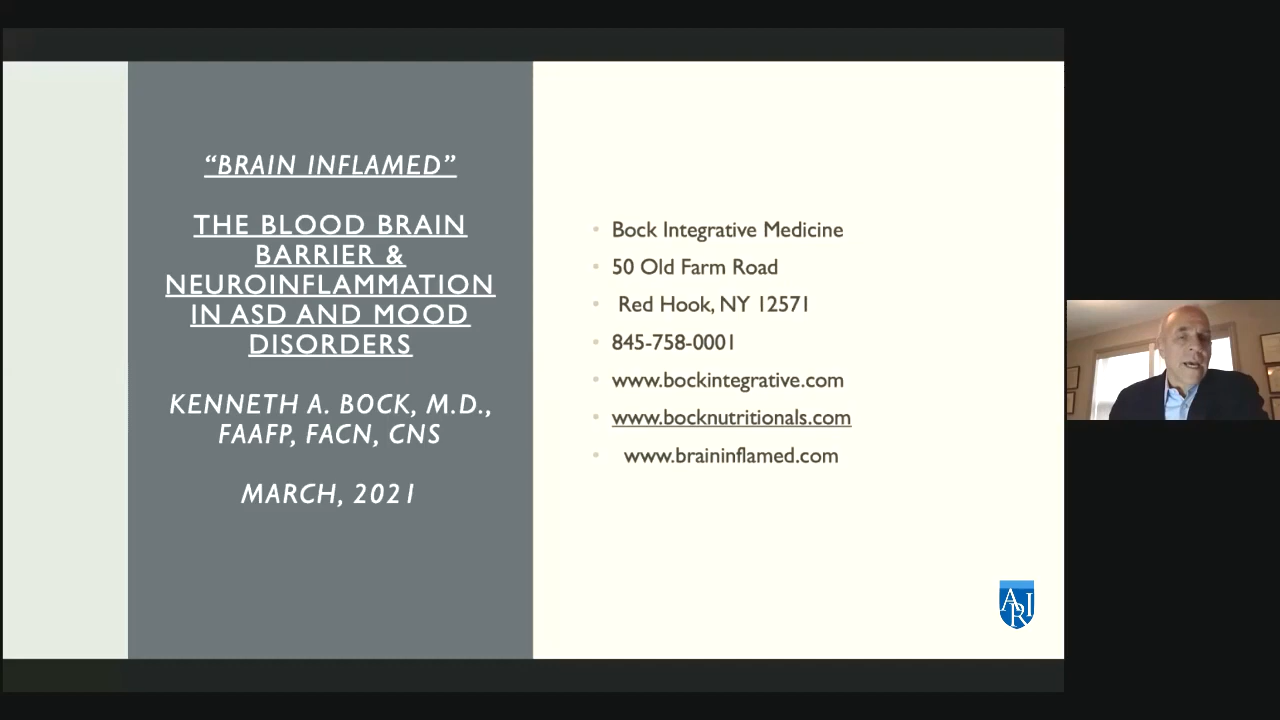 “BRAIN INFLAMED”
THE BLOOD BRAIN
BARRIER &
NEUROINFLAMMATION
IN ASD AND MOOD
DISORDERS
KENNETH A. BOCK, M.D.,
FAAFP, FACN, CNS
MARCH, 2021
Bock Integrative Medicine
50 Old Farm Road
Red Hook, NY 12571
845-758-0001
www.bockintegrative.com
www.bocknutritionals.com
www.braininflamed.com
ARI